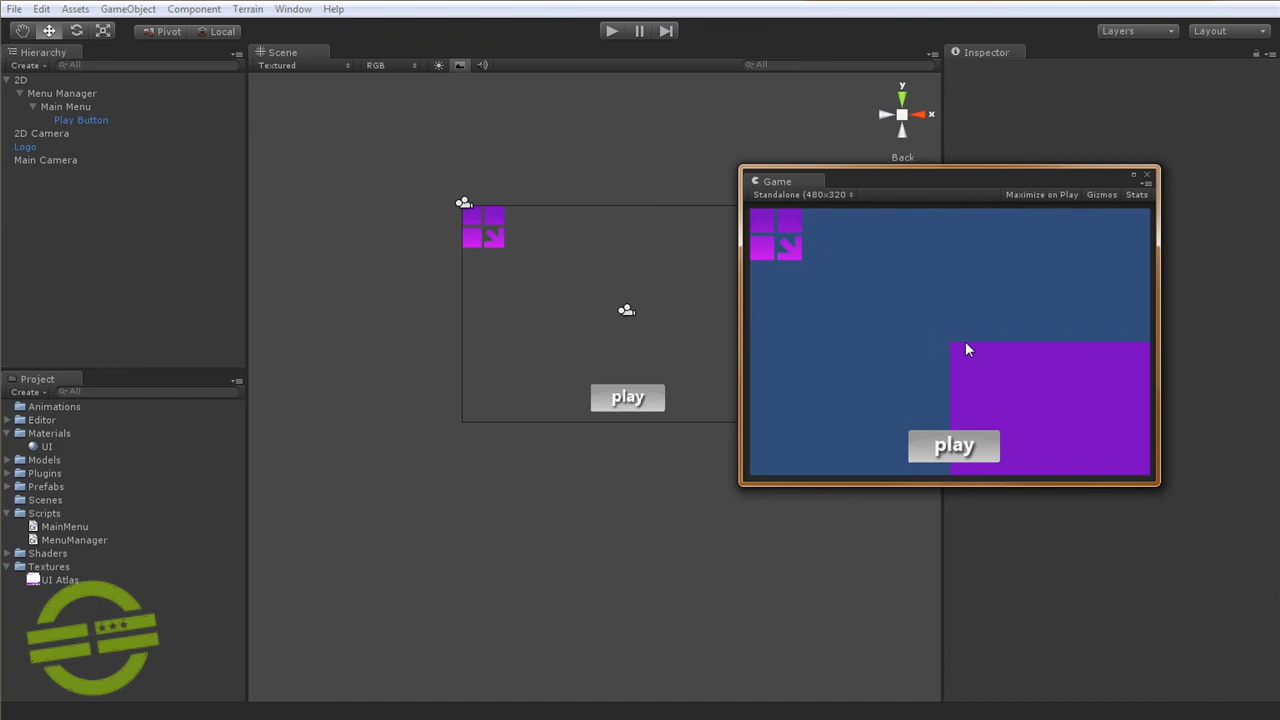 File Edit Assets GameObject Component Terrain Window Help
Pivot Local Layers Layout
Hierarchy
Create All
2D
Menu Manager
Main Menu
Play Button
2D Camera
Logo
Main Camera
Scene
Textured RGB All
y
x
Back
play
Inspector
Game
Standalone (480x320 Maximize on Play Gizmos Stats
play
Project
Create All
Animations
Editor
Materials
UI
Models
Plugins
Prefabs
Scenes
Scripts
MainMenu
MenuManager
Shaders
Textures
UI Atlas